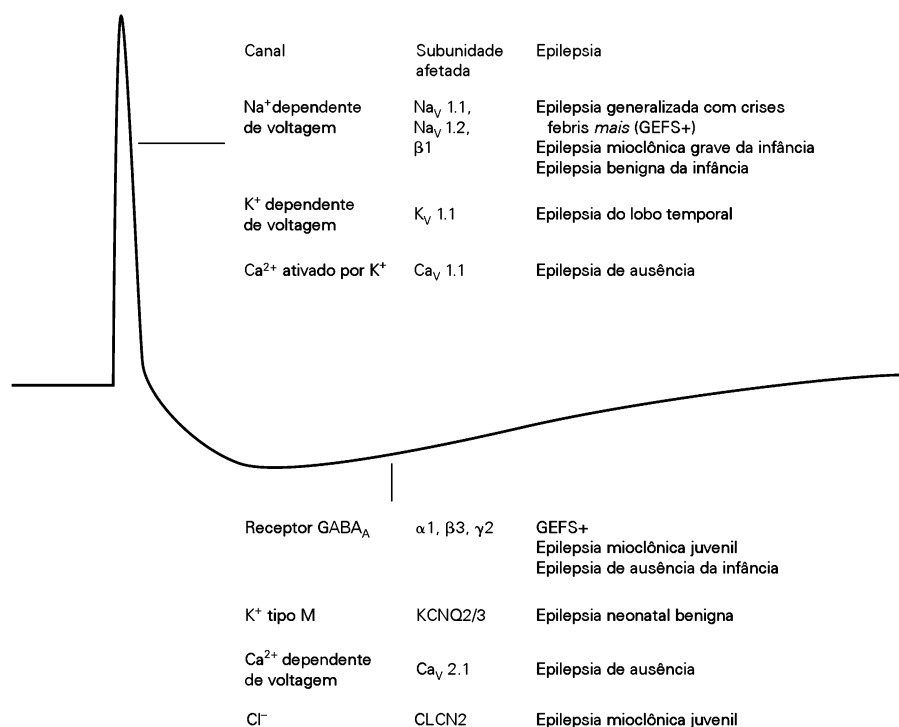 Canal Subunidade afetada Epilepsia
Na⁺dependente de voltagem Naᵥ 1.1, Naᵥ 1.2, β1 Epilepsia generalizada com crises
febris mais (GEFS+)
Epilepsia mioclônica grave da infância
Epilepsia benigna da infância
K⁺ dependente de voltagem Kᵥ 1.1 Epilepsia do lobo temporal
Ca²⁺ ativado por K⁺ Caᵥ 1.1 Epilepsia de ausência
Receptor GABA_A α1, β3, γ2 GEFS+
Epilepsia mioclônica juvenil
Epilepsia de ausência da infância
K⁺ tipo M KCNQ2/3 Epilepsia neonatal benigna
Ca²⁺ dependente de voltagem Caᵥ 2.1 Epilepsia de ausência
Cl⁻ CLCN2 Epilepsia mioclônica juvenil